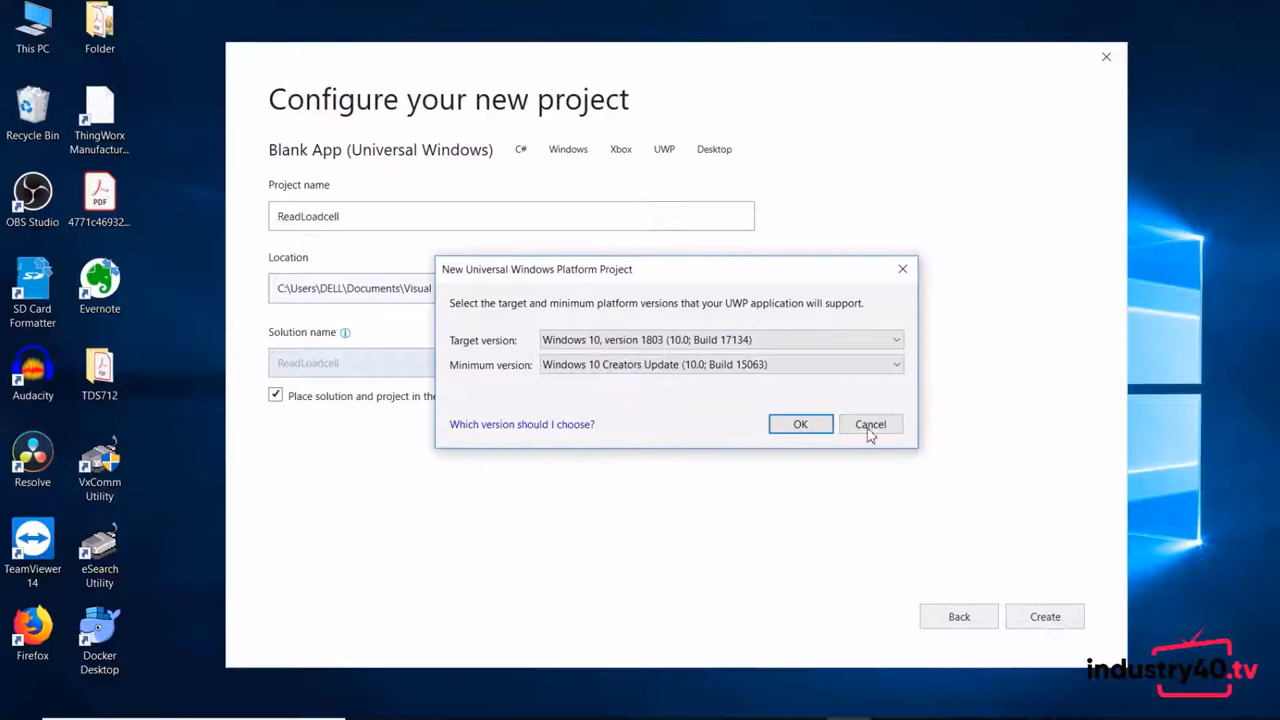 This PC
Folder
Recycle Bin
ThingWorx
Manufactur...
OBS Studio
PDF
4771c46932...
SD
SD Card
Formatter
Evernote
Audacity
TDS712
Resolve
VxComm
Utility
TeamViewer
14
eSearch
Utility
Firefox
Docker
Desktop
Configure your new project
Blank App (Universal Windows) C# Windows Xbox UWP Desktop
Project name
ReadLoadcell
Location
C:\Users\DELL\Documents\Visual
Solution name
ReadLoadcell
Place solution and project in the
New Universal Windows Platform Project
Select the target and minimum platform versions that your UWP application will support.
Target version: Windows 10, version 1803 (10.0; Build 17134)
Minimum version: Windows 10 Creators Update (10.0; Build 15063)
Which version should I choose? OK Cancel
Back Create
industry40.tv